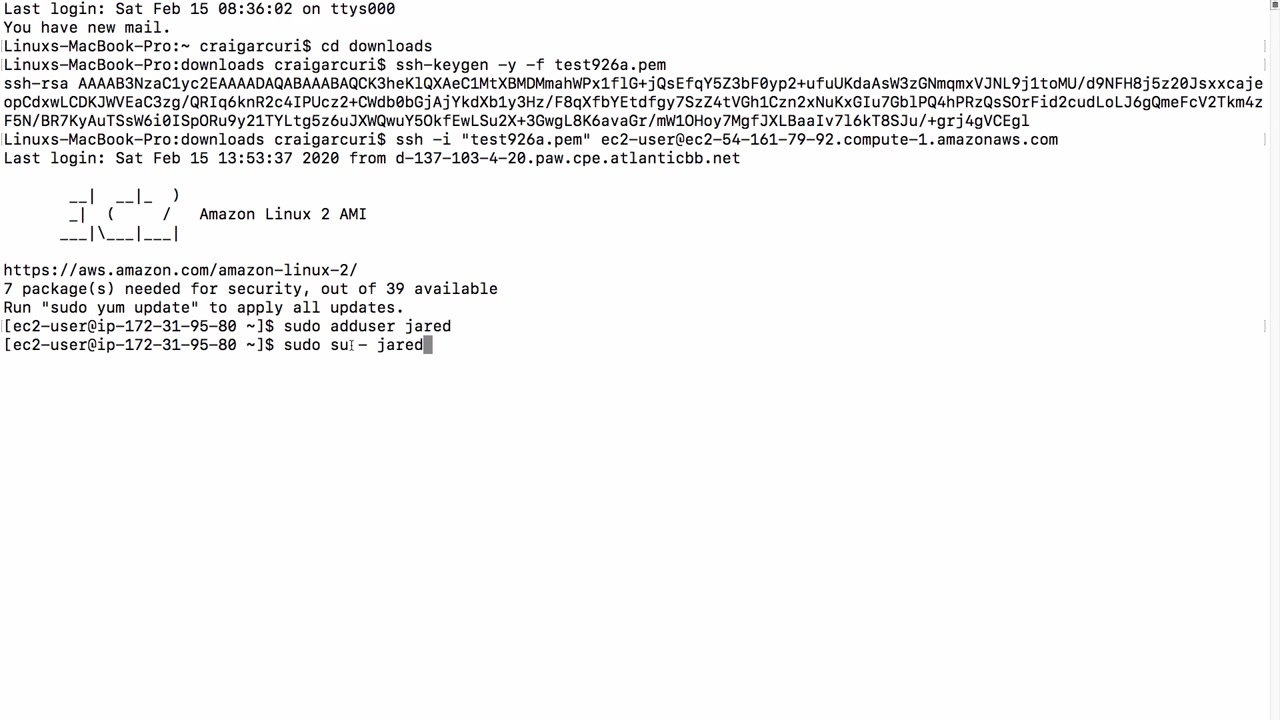 Last login: Sat Feb 15 08:36:02 on ttys000
You have new mail.
Linuxs-MacBook-Pro:~ craigarcuri$ cd downloads
Linuxs-MacBook-Pro:downloads craigarcuri$ ssh-keygen -y -f test926a.pem
ssh-rsa AAAAB3NzaC1yc2EAAAADAQABAAABAQCK3heKlQXAeC1MtXBMDMmahWPx1flG+jQsEfqY5Z3bF0yp2+ufuUKdaAsW3zGNmqmxVJNL9j1toMU/d9NFH8j5z20Jsxxcaje
opCdxwLCDKJWVEaC3zg/QRIq6knR2c4IPUcz2+CWdb0bGjAjYkdXb1y3Hz/F8qXfbYEtdfgy7SzZ4tVGh1Czn2xNuKxGIu7GblPQ4hPRzQsSOrFid2cudLoLJ6gQmeFcV2Tkm4z
F5N/BR7KyAuTSsW6i0ISpORu9y21TYLtg5z6uJXWQwuY5OkfEwLSu2X+3GwgL8K6avaGr/mW1OHoy7MgfJXLBaaIv7l6kT8SJu/+grj4gVCEgl
Linuxs-MacBook-Pro:downloads craigarcuri$ ssh -i "test926a.pem" ec2-user@ec2-54-161-79-92.compute-1.amazonaws.com
Last login: Sat Feb 15 13:53:37 2020 from d-137-103-4-20.paw.cpe.atlanticbb.net
__|  __|_  )
_|  (     /   Amazon Linux 2 AMI
___|\___|___|
https://aws.amazon.com/amazon-linux-2/
7 package(s) needed for security, out of 39 available
Run "sudo yum update" to apply all updates.
[ec2-user@ip-172-31-95-80 ~]$ sudo adduser jared
[ec2-user@ip-172-31-95-80 ~]$ sudo su - jared